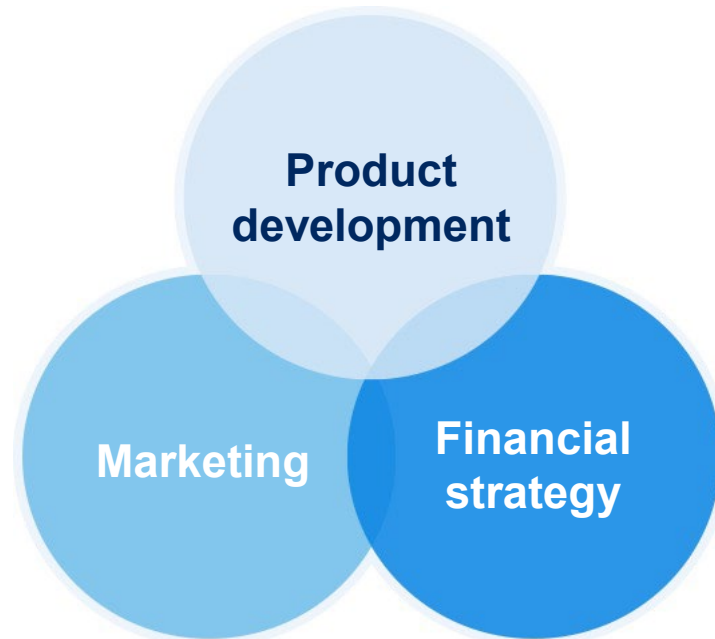 Product
development
Marketing
Financial
strategy